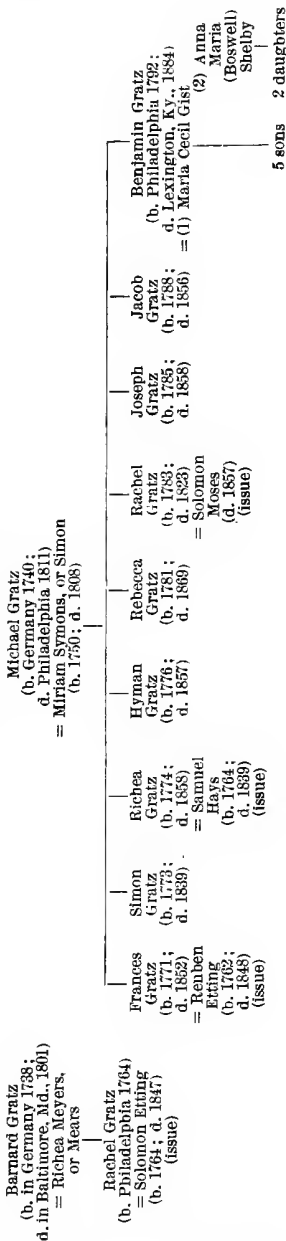 Barnard Gratz
(b. in Germany 1738;
d. in Baltimore, Md., 1801)
= Richea Meyers,
or Mears
Rachel Gratz
(b. Philadelphia 1764)
= Solomon Etting
(b. 1764; d. 1847)
(issue)
Michael Gratz
(b. Germany 1740;
d. Philadelphia 1811)
= Miriam Symons, or Simon
(b. 1750; d. 1808)
Frances
Gratz
(b. 1771;
d. 1852)
= Reuben
Etting
(b. 1762;
d. 1848)
(issue)
Simon
Gratz
(b. 1773;
d. 1839)
Richea
Gratz
(b. 1774;
d. 1858)
= Samuel
Hays
(b. 1764;
d. 1839)
(issue)
Hyman
Gratz
(b. 1776;
d. 1857)
Rebecca
Gratz
(b. 1781;
d. 1869)
Rachel
Gratz
(b. 1783;
d. 1823)
= Solomon
Moses
(d. 1857)
(issue)
Joseph
Gratz
(b. 1785;
d. 1858)
Jacob
Gratz
(b. 1788;
d. 1856)
Benjamin Gratz
(b. Philadelphia 1792;
d. Lexington, Ky., 1884)
= (1) Maria Cecil Gist
(2) Anna
Maria
(Boswell)
Shelby
5 sons 2 daughters